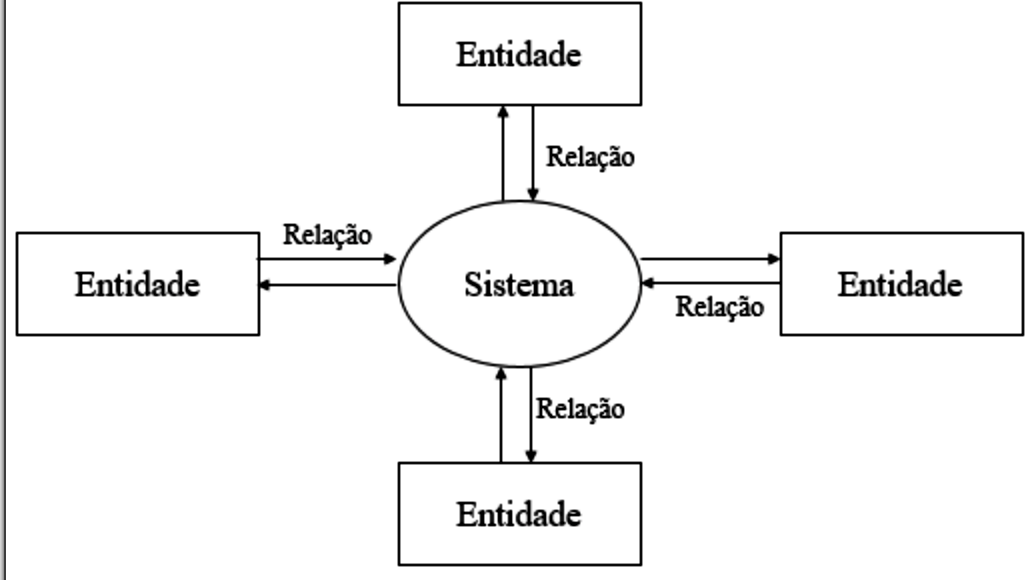 Entidade
Relação
Relação
Entidade
Sistema
Entidade
Relação
Relação
Entidade